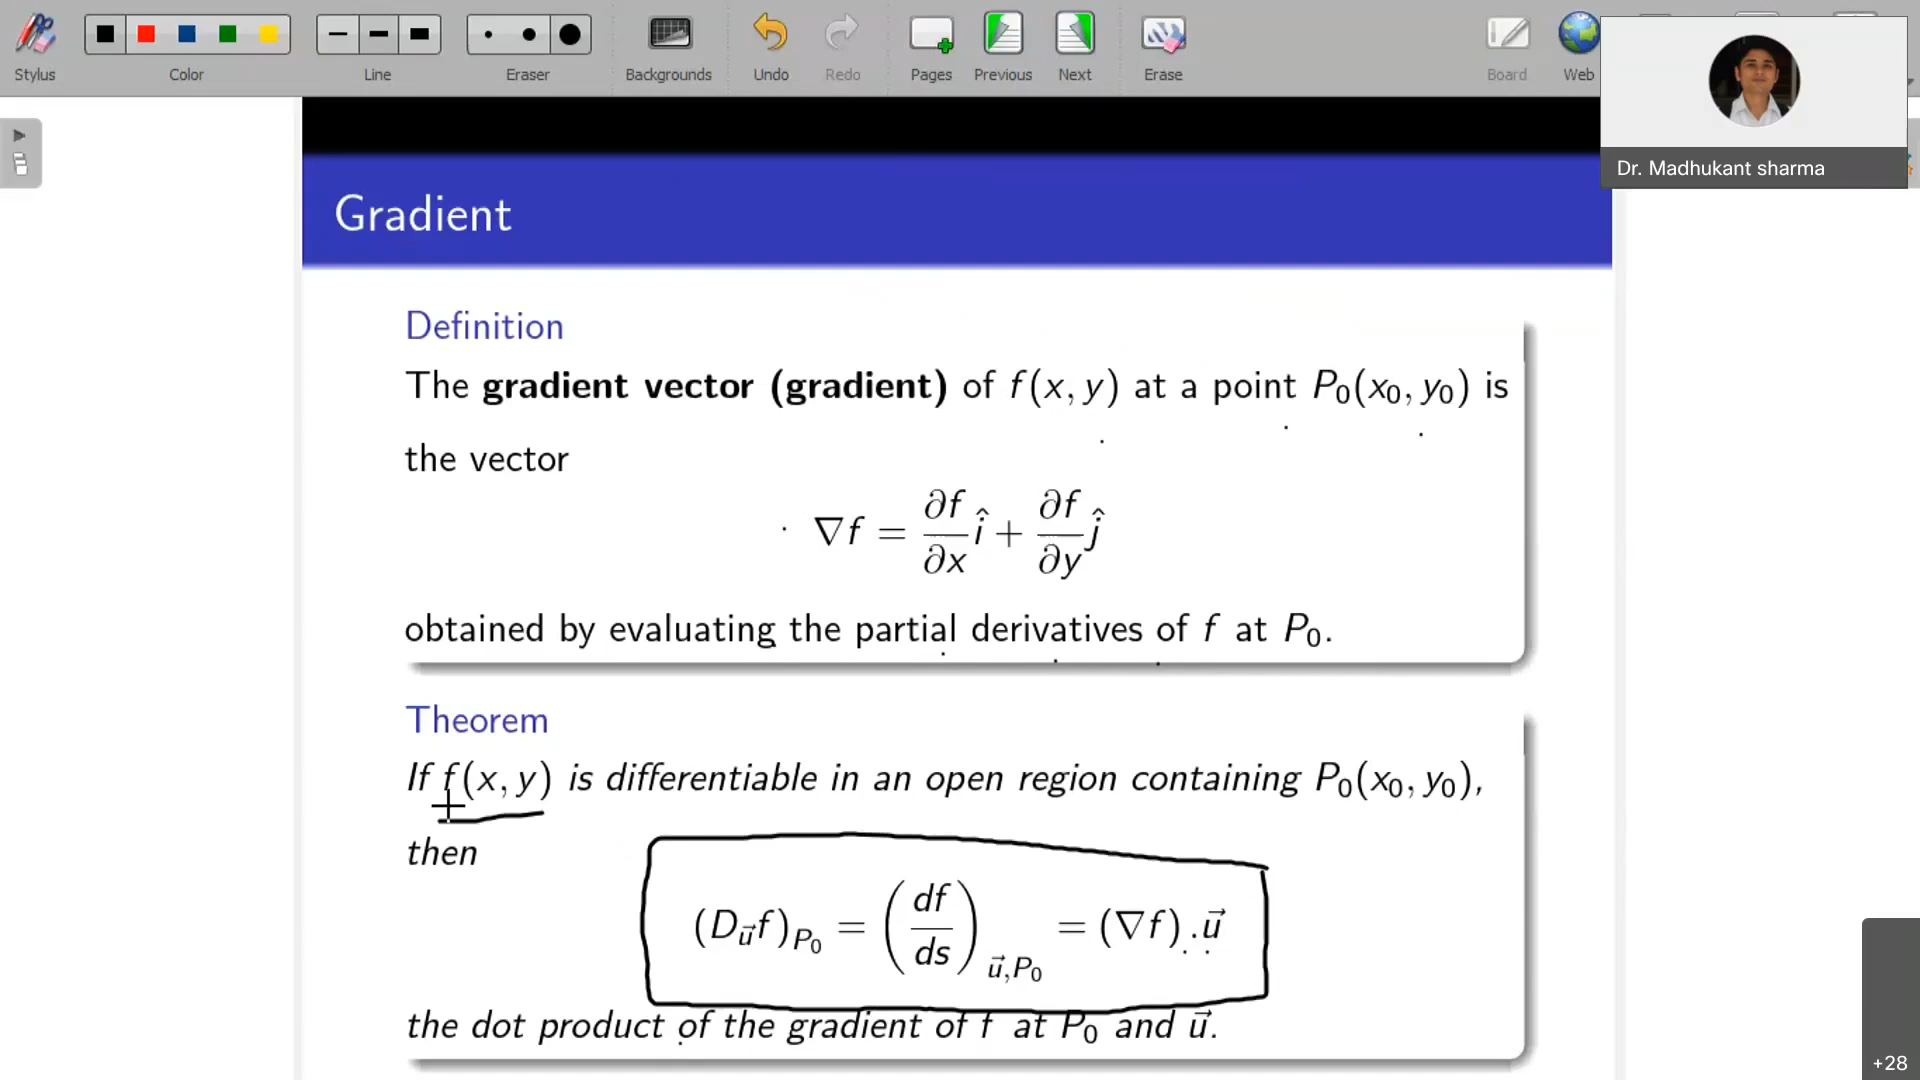 Stylus
Color
Line
Eraser
Backgrounds
Undo
Redo
Pages
Previous
Next
Erase
Board
Web
Dr. Madhukant sharma
Gradient
Definition
The gradient vector (gradient) of f(x, y) at a point P₀(x₀, y₀) is
the vector
∇f = ∂f/∂x î + ∂f/∂y ĵ
obtained by evaluating the partial derivatives of f at P₀.
Theorem
If f(x, y) is differentiable in an open region containing P₀(x₀, y₀),
then
(D_u⃗ f)_P₀ = (df/ds)_u⃗,P₀ = (∇f).u⃗
the dot product of the gradient of f at P₀ and u⃗.
+28